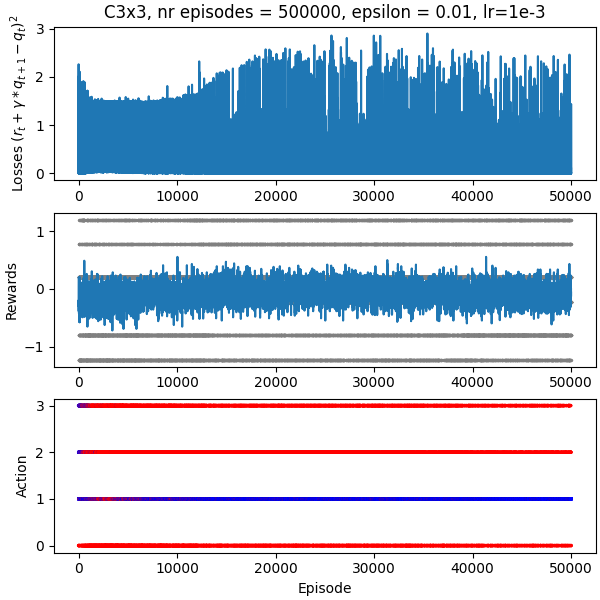 C3x3, nr episodes = 500000, epsilon = 0.01, lr=1e-3
Losses $(r_t + \gamma * q_{t+1} - q_t)^2$
3
2
1
0
0 10000 20000 30000 40000 50000
Rewards
1
0
−1
0 10000 20000 30000 40000 50000
Action
3
2
1
0
0 10000 20000 30000 40000 50000
Episode